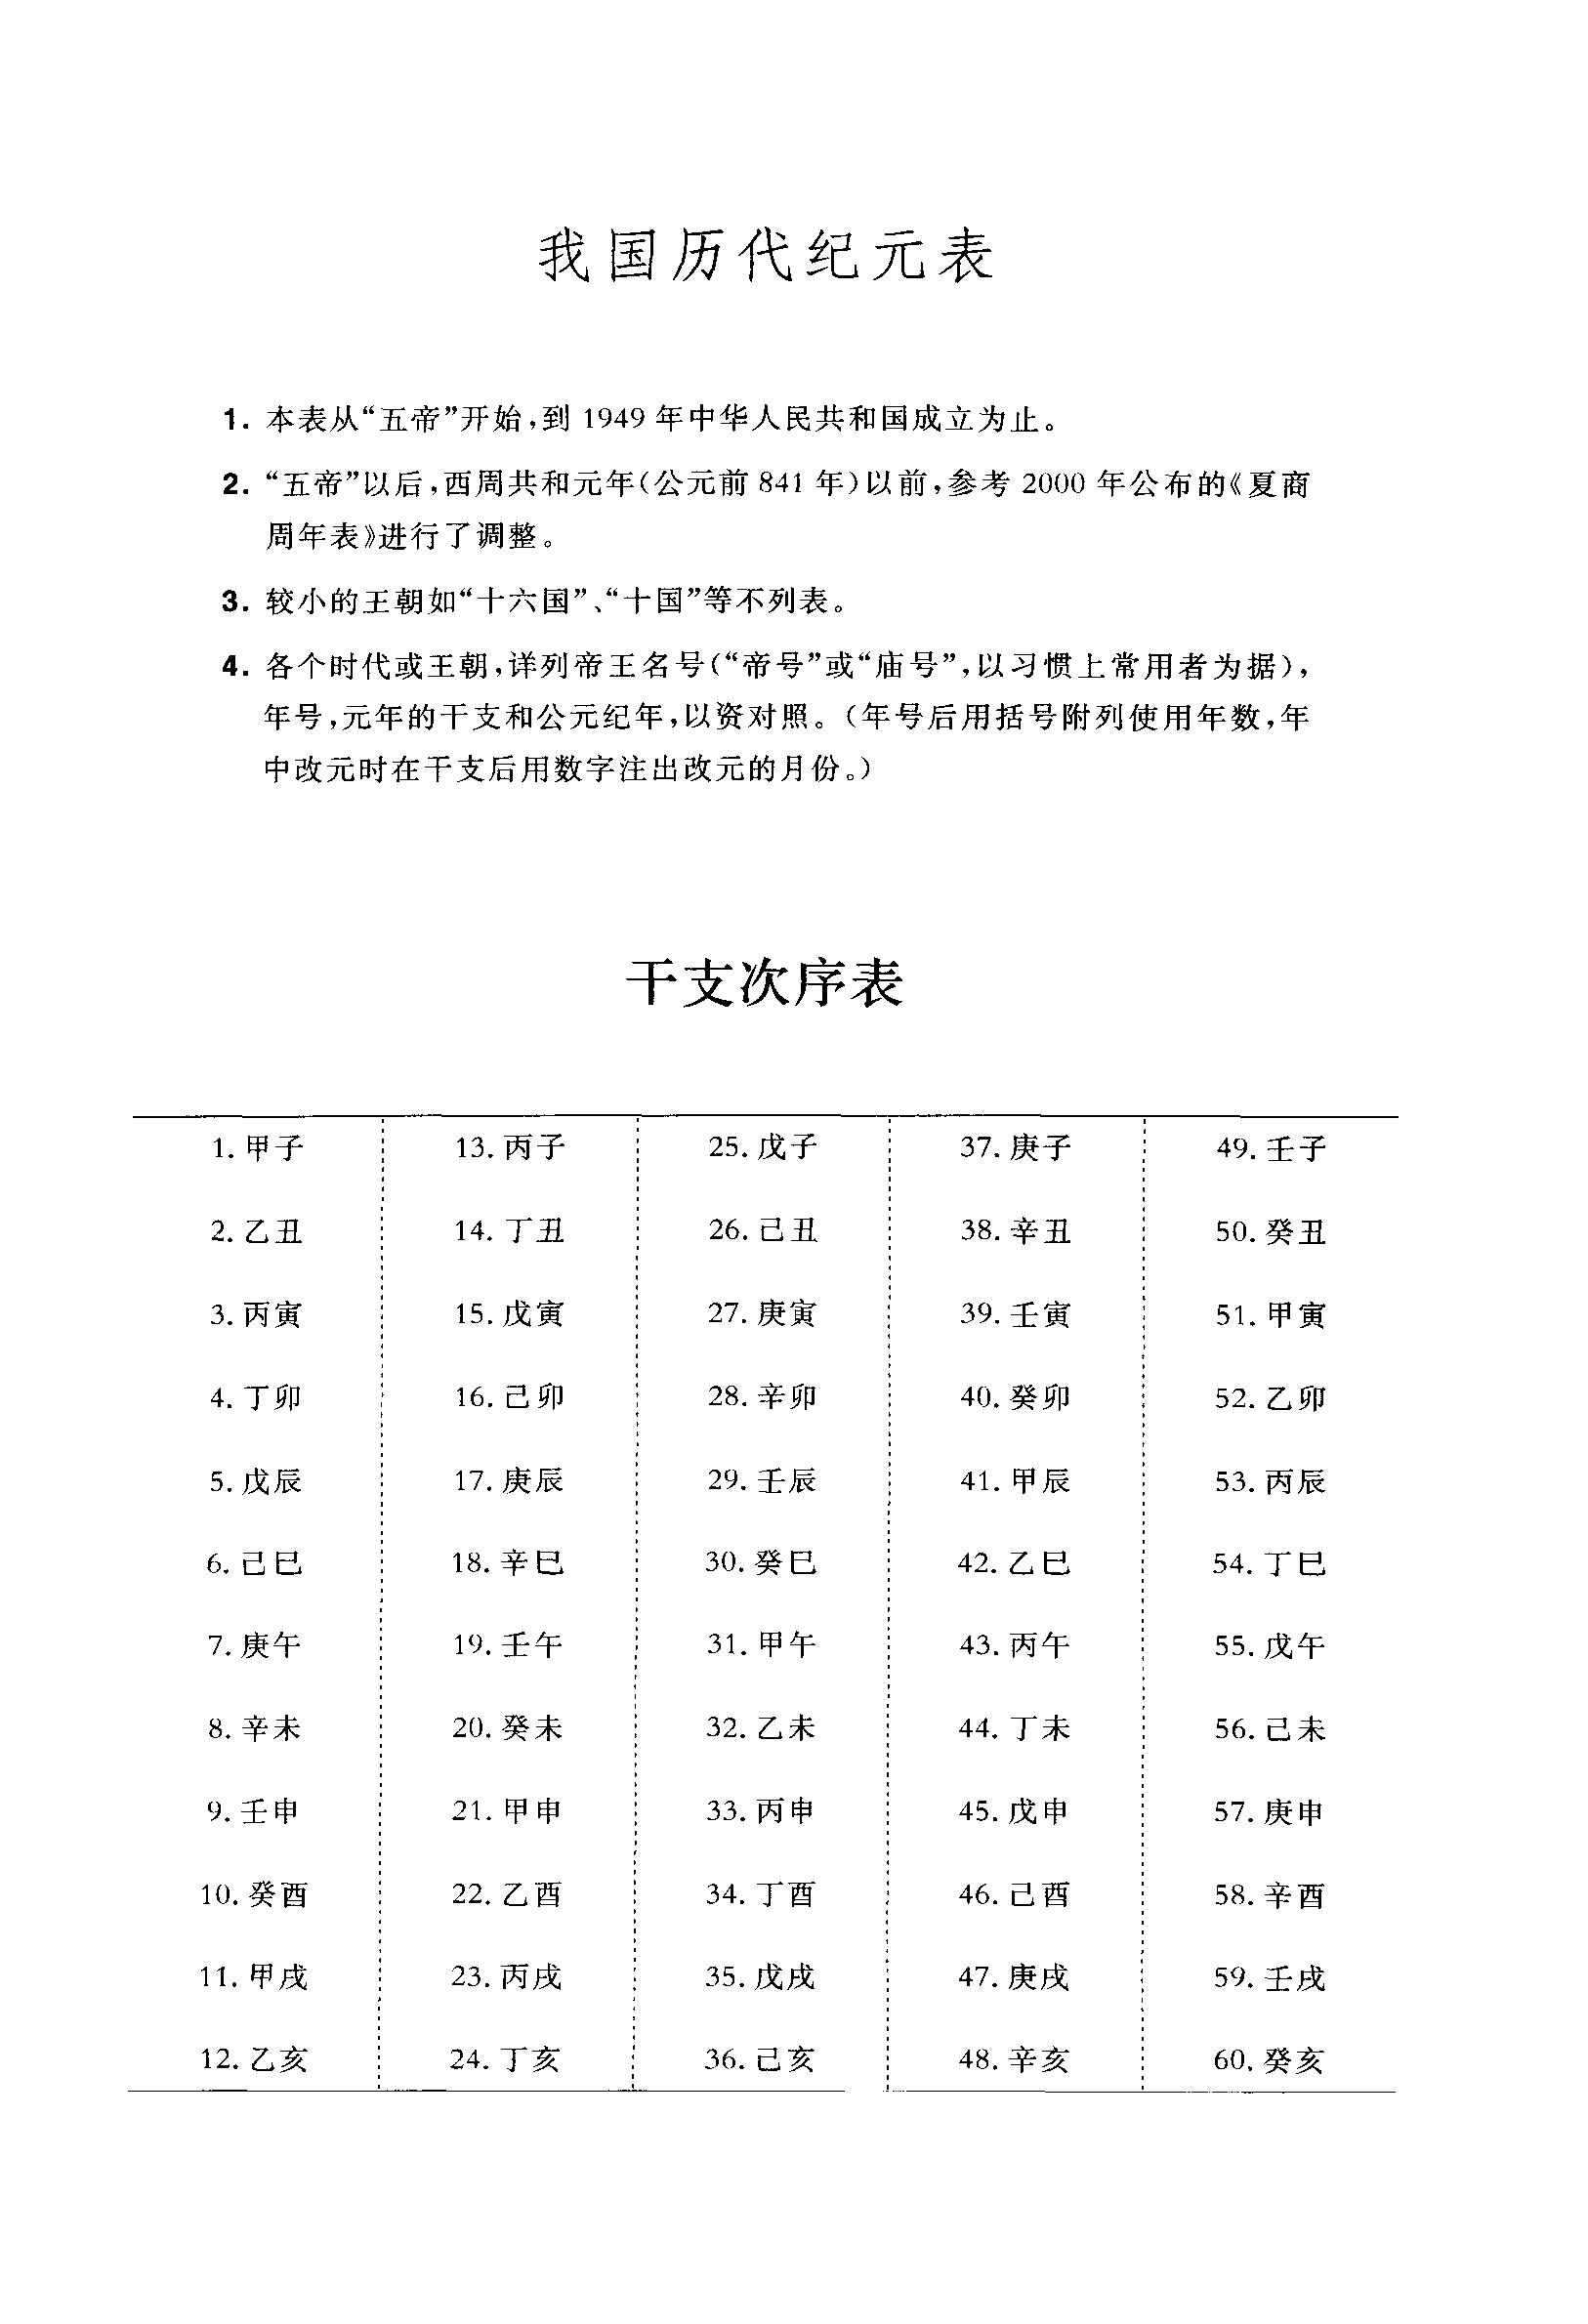 我国历代纪元表
1. 本表从“五帝”开始,到 1949 年中华人民共和国成立为止。
2. “五帝”以后,西周共和元年(公元前 841 年)以前,参考 2000 年公布的《夏商
周年表》进行了调整。
3. 较小的王朝如“十六国”、“十国”等不列表。
4. 各个时代或王朝,详列帝王名号(“帝号”或“庙号”,以习惯上常用者为据),
年号,元年的干支和公元纪年,以资对照。(年号后用括号附列使用年数,年
中改元时在干支后用数字注出改元的月份。)
干支次序表
1. 甲子 13. 丙子 25. 戊子 37. 庚子 49. 壬子
2. 乙丑 14. 丁丑 26. 己丑 38. 辛丑 50. 癸丑
3. 丙寅 15. 戊寅 27. 庚寅 39. 壬寅 51. 甲寅
4. 丁卯 16. 己卯 28. 辛卯 40. 癸卯 52. 乙卯
5. 戊辰 17. 庚辰 29. 壬辰 41. 甲辰 53. 丙辰
6. 己巳 18. 辛巳 30. 癸巳 42. 乙巳 54. 丁巳
7. 庚午 19. 壬午 31. 甲午 43. 丙午 55. 戊午
8. 辛未 20. 癸未 32. 乙未 44. 丁未 56. 己未
9. 壬申 21. 甲申 33. 丙申 45. 戊申 57. 庚申
10. 癸酉 22. 乙酉 34. 丁酉 46. 己酉 58. 辛酉
11. 甲戌 23. 丙戌 35. 戊戌 47. 庚戌 59. 壬戌
12. 乙亥 24. 丁亥 36. 己亥 48. 辛亥 60. 癸亥